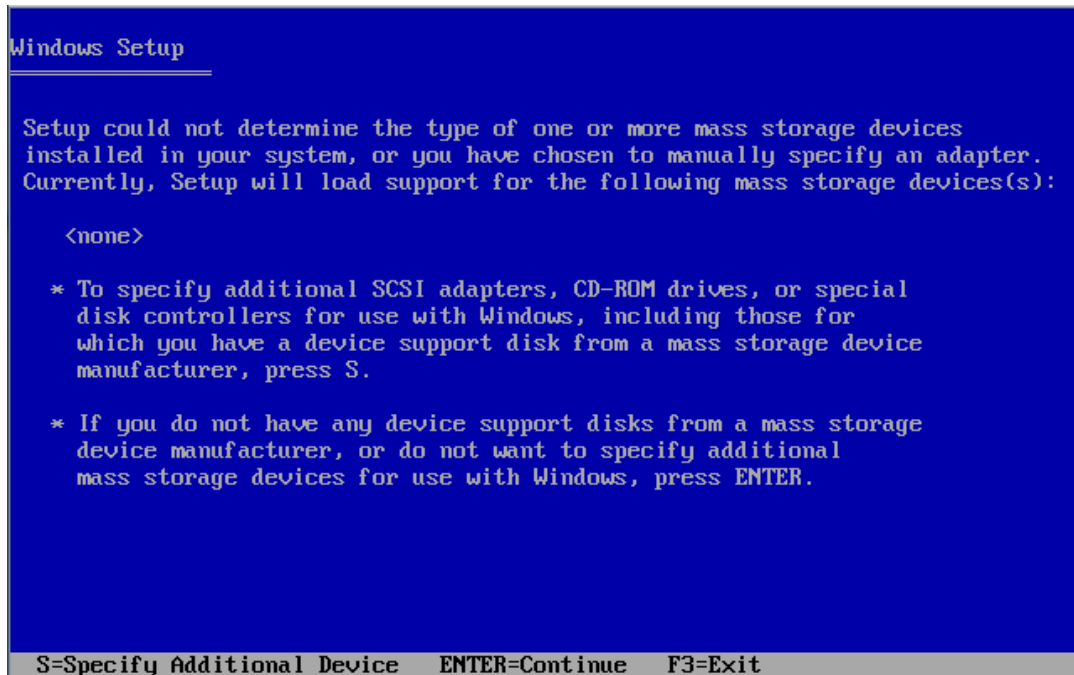 Windows Setup
Setup could not determine the type of one or more mass storage devices
installed in your system, or you have chosen to manually specify an adapter.
Currently, Setup will load support for the following mass storage devices(s):
<none>
* To specify additional SCSI adapters, CD-ROM drives, or special
disk controllers for use with Windows, including those for
which you have a device support disk from a mass storage device
manufacturer, press S.
* If you do not have any device support disks from a mass storage
device manufacturer, or do not want to specify additional
mass storage devices for use with Windows, press ENTER.
S=Specify Additional Device ENTER=Continue F3=Exit